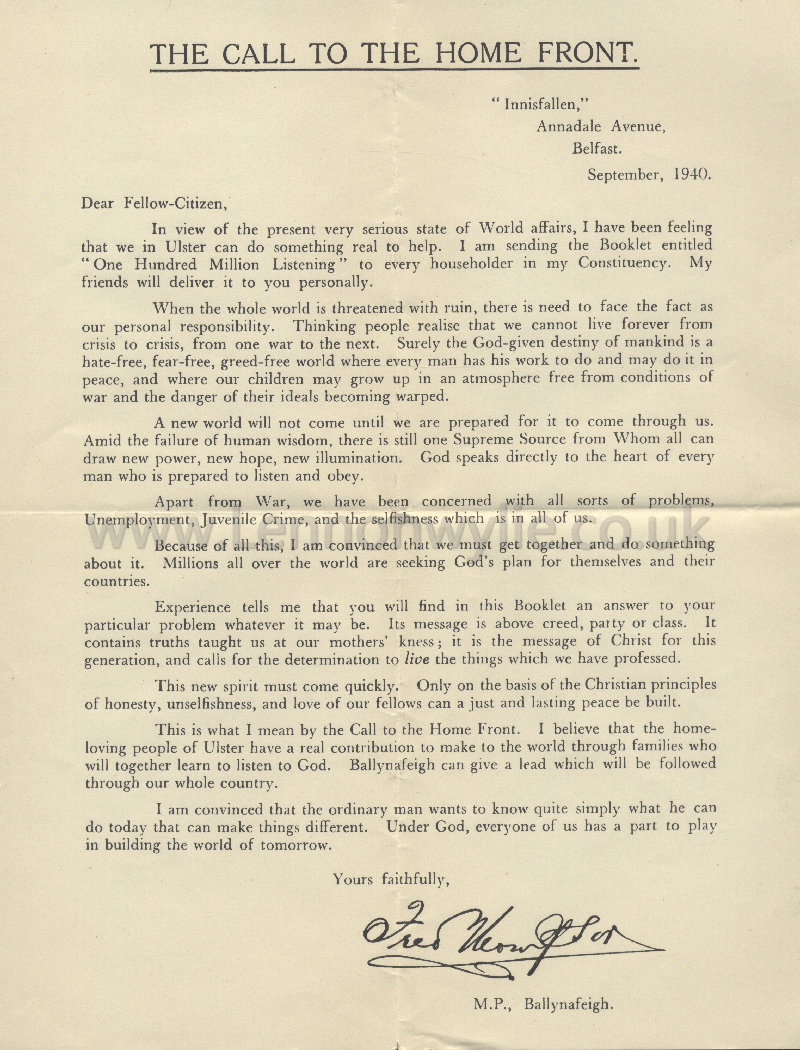 THE CALL TO THE HOME FRONT.
"Innisfallen,"
Annadale Avenue,
Belfast.
September, 1940.
Dear Fellow-Citizen,
In view of the present very serious state of World affairs, I have been feeling
that we in Ulster can do something real to help. I am sending the Booklet entitled
"One Hundred Million Listening" to every householder in my Constituency. My
friends will deliver it to you personally.
When the whole world is threatened with ruin, there is need to face the fact as
our personal responsibility. Thinking people realise that we cannot live forever from
crisis to crisis, from one war to the next. Surely the God-given destiny of mankind is a
hate-free, fear-free, greed-free world where every man has his work to do and may do it in
peace, and where our children may grow up in an atmosphere free from conditions of
war and the danger of their ideals becoming warped.
A new world will not come until we are prepared for it to come through us.
Amid the failure of human wisdom, there is still one Supreme Source from Whom all can
draw new power, new hope, new illumination. God speaks directly to the heart of every
man who is prepared to listen and obey.
Apart from War, we have been concerned with all sorts of problems,
Unemployment, Juvenile Crime, and the selfishness which is in all of us.
Because of all this, I am convinced that we must get together and do something
about it. Millions all over the world are seeking God's plan for themselves and their
countries.
Experience tells me that you will find in this Booklet an answer to your
particular problem whatever it may be. Its message is above creed, party or class. It
contains truths taught us at our mothers' kness; it is the message of Christ for this
generation, and calls for the determination to live the things which we have professed.
This new spirit must come quickly. Only on the basis of the Christian principles
of honesty, unselfishness, and love of our fellows can a just and lasting peace be built.
This is what I mean by the Call to the Home Front. I believe that the home-
loving people of Ulster have a real contribution to make to the world through families who
will together learn to listen to God. Ballynafeigh can give a lead which will be followed
through our whole country.
I am convinced that the ordinary man wants to know quite simply what he can
do today that can make things different. Under God, everyone of us has a part to play
in building the world of tomorrow.
Yours faithfully,
Fred Thompson
M.P., Ballynafeigh.